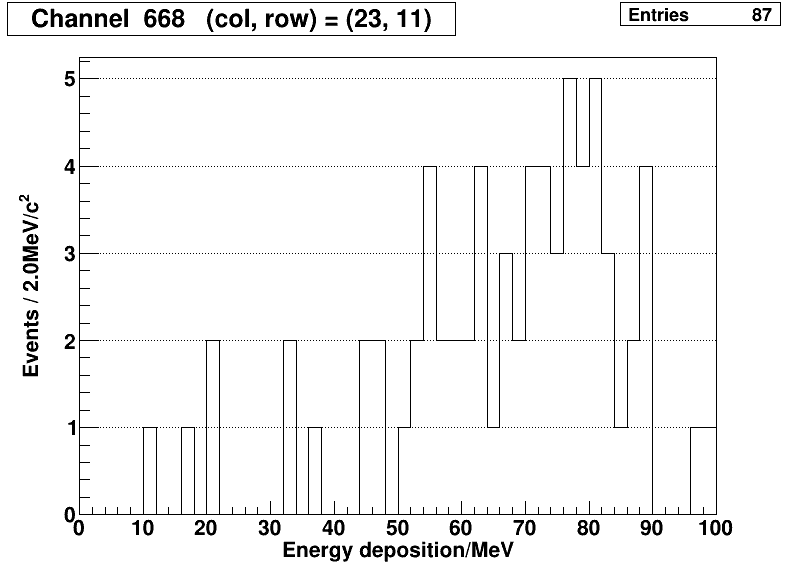 Channel 668 (col, row) = (23, 11)
Entries 87
5
4
3
2
1
0
Events / 2.0MeV/c²
0 10 20 30 40 50 60 70 80 90 100
Energy deposition/MeV